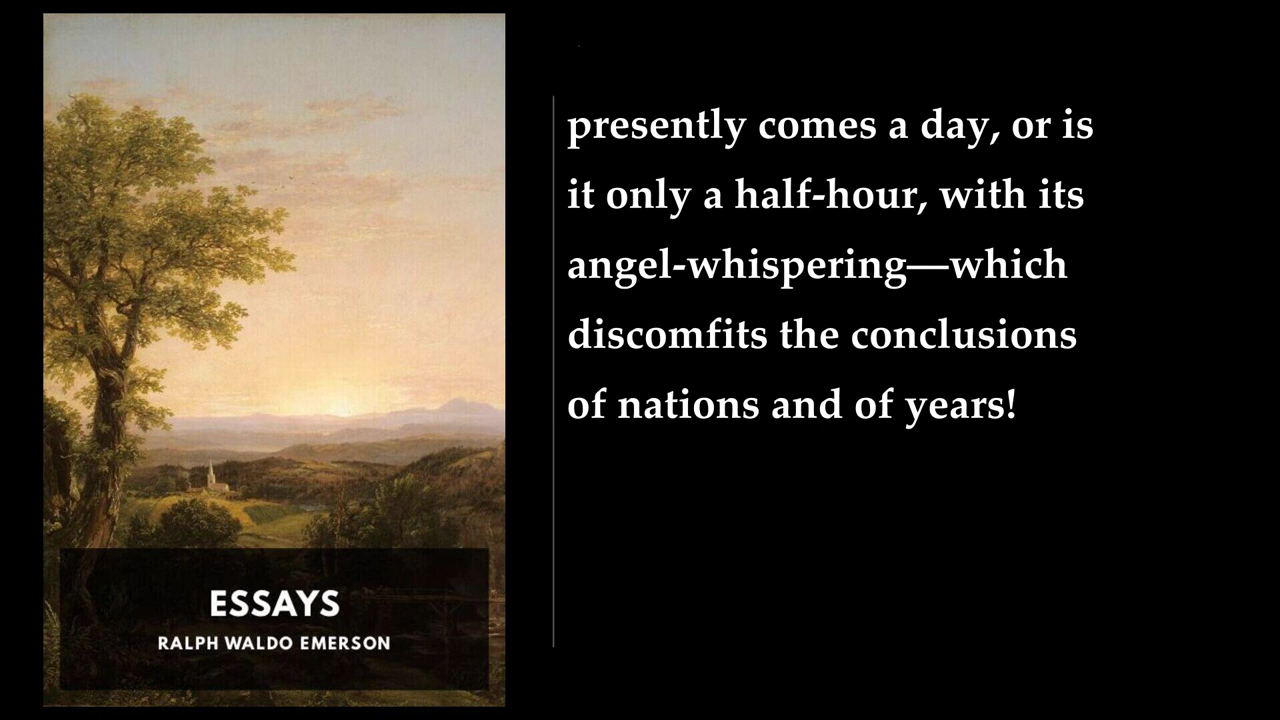 presently comes a day, or is
it only a half-hour, with its
angel-whispering—which
discomfits the conclusions
of nations and of years!
ESSAYS
RALPH WALDO EMERSON